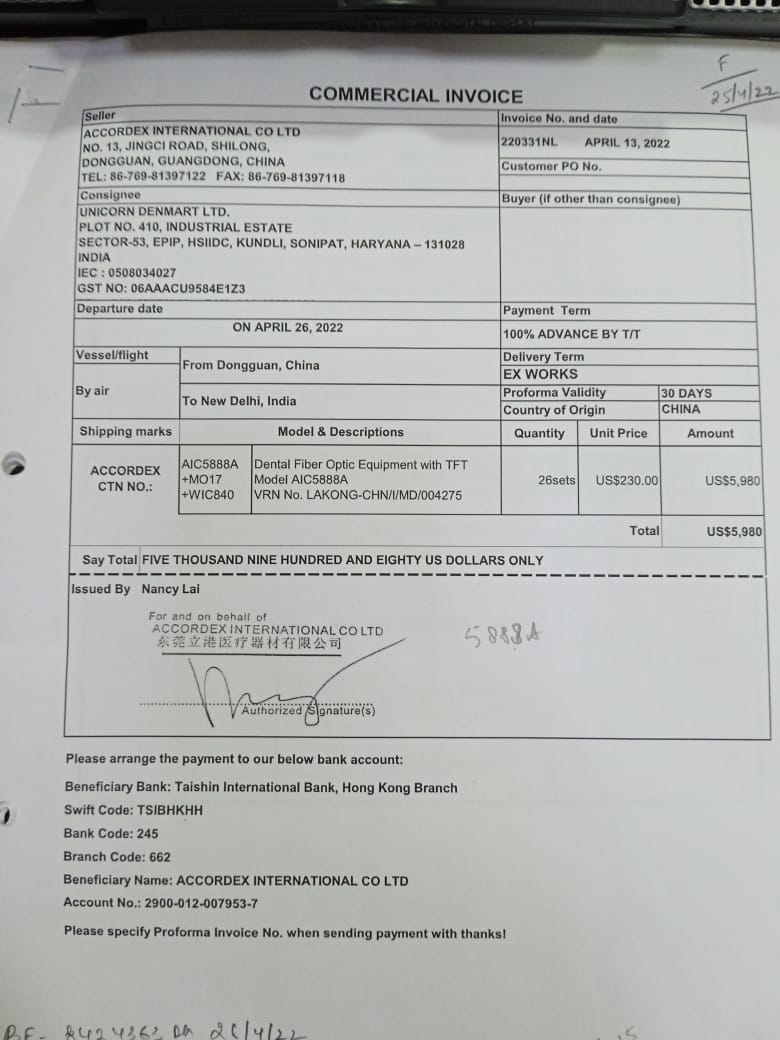 F
25/4/22
COMMERCIAL INVOICE
Seller
ACCORDEX INTERNATIONAL CO LTD
NO. 13, JINGCI ROAD, SHILONG,
DONGGUAN, GUANGDONG, CHINA
TEL: 86-769-81397122 FAX: 86-769-81397118
Invoice No. and date
220331NL APRIL 13, 2022
Customer PO No.
Consignee
UNICORN DENMART LTD.
PLOT NO. 410, INDUSTRIAL ESTATE
SECTOR-53, EPIP, HSIIDC, KUNDLI, SONIPAT, HARYANA – 131028
INDIA
IEC : 0508034027
GST NO: 06AAACU9584E1Z3
Buyer (if other than consignee)
Departure date
ON APRIL 26, 2022
Payment Term
100% ADVANCE BY T/T
Vessel/flight
By air
From Dongguan, China
To New Delhi, India
Delivery Term
EX WORKS
Proforma Validity 30 DAYS
Country of Origin CHINA
Shipping marks Model & Descriptions Quantity Unit Price Amount
ACCORDEX
CTN NO.:
AIC5888A
+MO17
+WIC840
Dental Fiber Optic Equipment with TFT
Model AIC5888A
VRN No. LAKONG-CHN/I/MD/004275
26sets US$230.00 US$5,980
Total US$5,980
Say Total FIVE THOUSAND NINE HUNDRED AND EIGHTY US DOLLARS ONLY
Issued By Nancy Lai
For and on behalf of
ACCORDEX INTERNATIONAL CO LTD
东莞立港医疗器材有限公司
5888A
Authorized Signature(s)
Please arrange the payment to our below bank account:
Beneficiary Bank: Taishin International Bank, Hong Kong Branch
Swift Code: TSIBHKHH
Bank Code: 245
Branch Code: 662
Beneficiary Name: ACCORDEX INTERNATIONAL CO LTD
Account No.: 2900-012-007953-7
Please specify Proforma Invoice No. when sending payment with thanks!